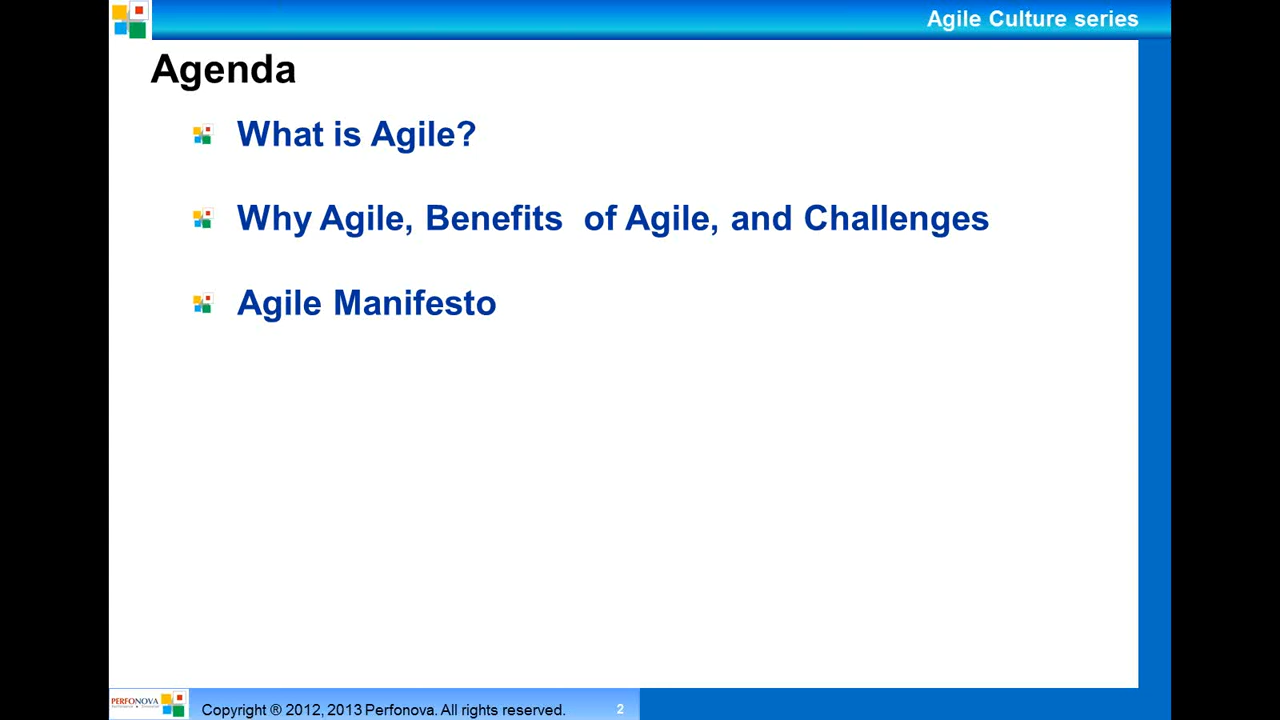 Agile Culture series
Agenda
What is Agile?
Why Agile, Benefits of Agile, and Challenges
Agile Manifesto
PERFONOVA
Copyright ® 2012, 2013 Perfonova. All rights reserved.
2